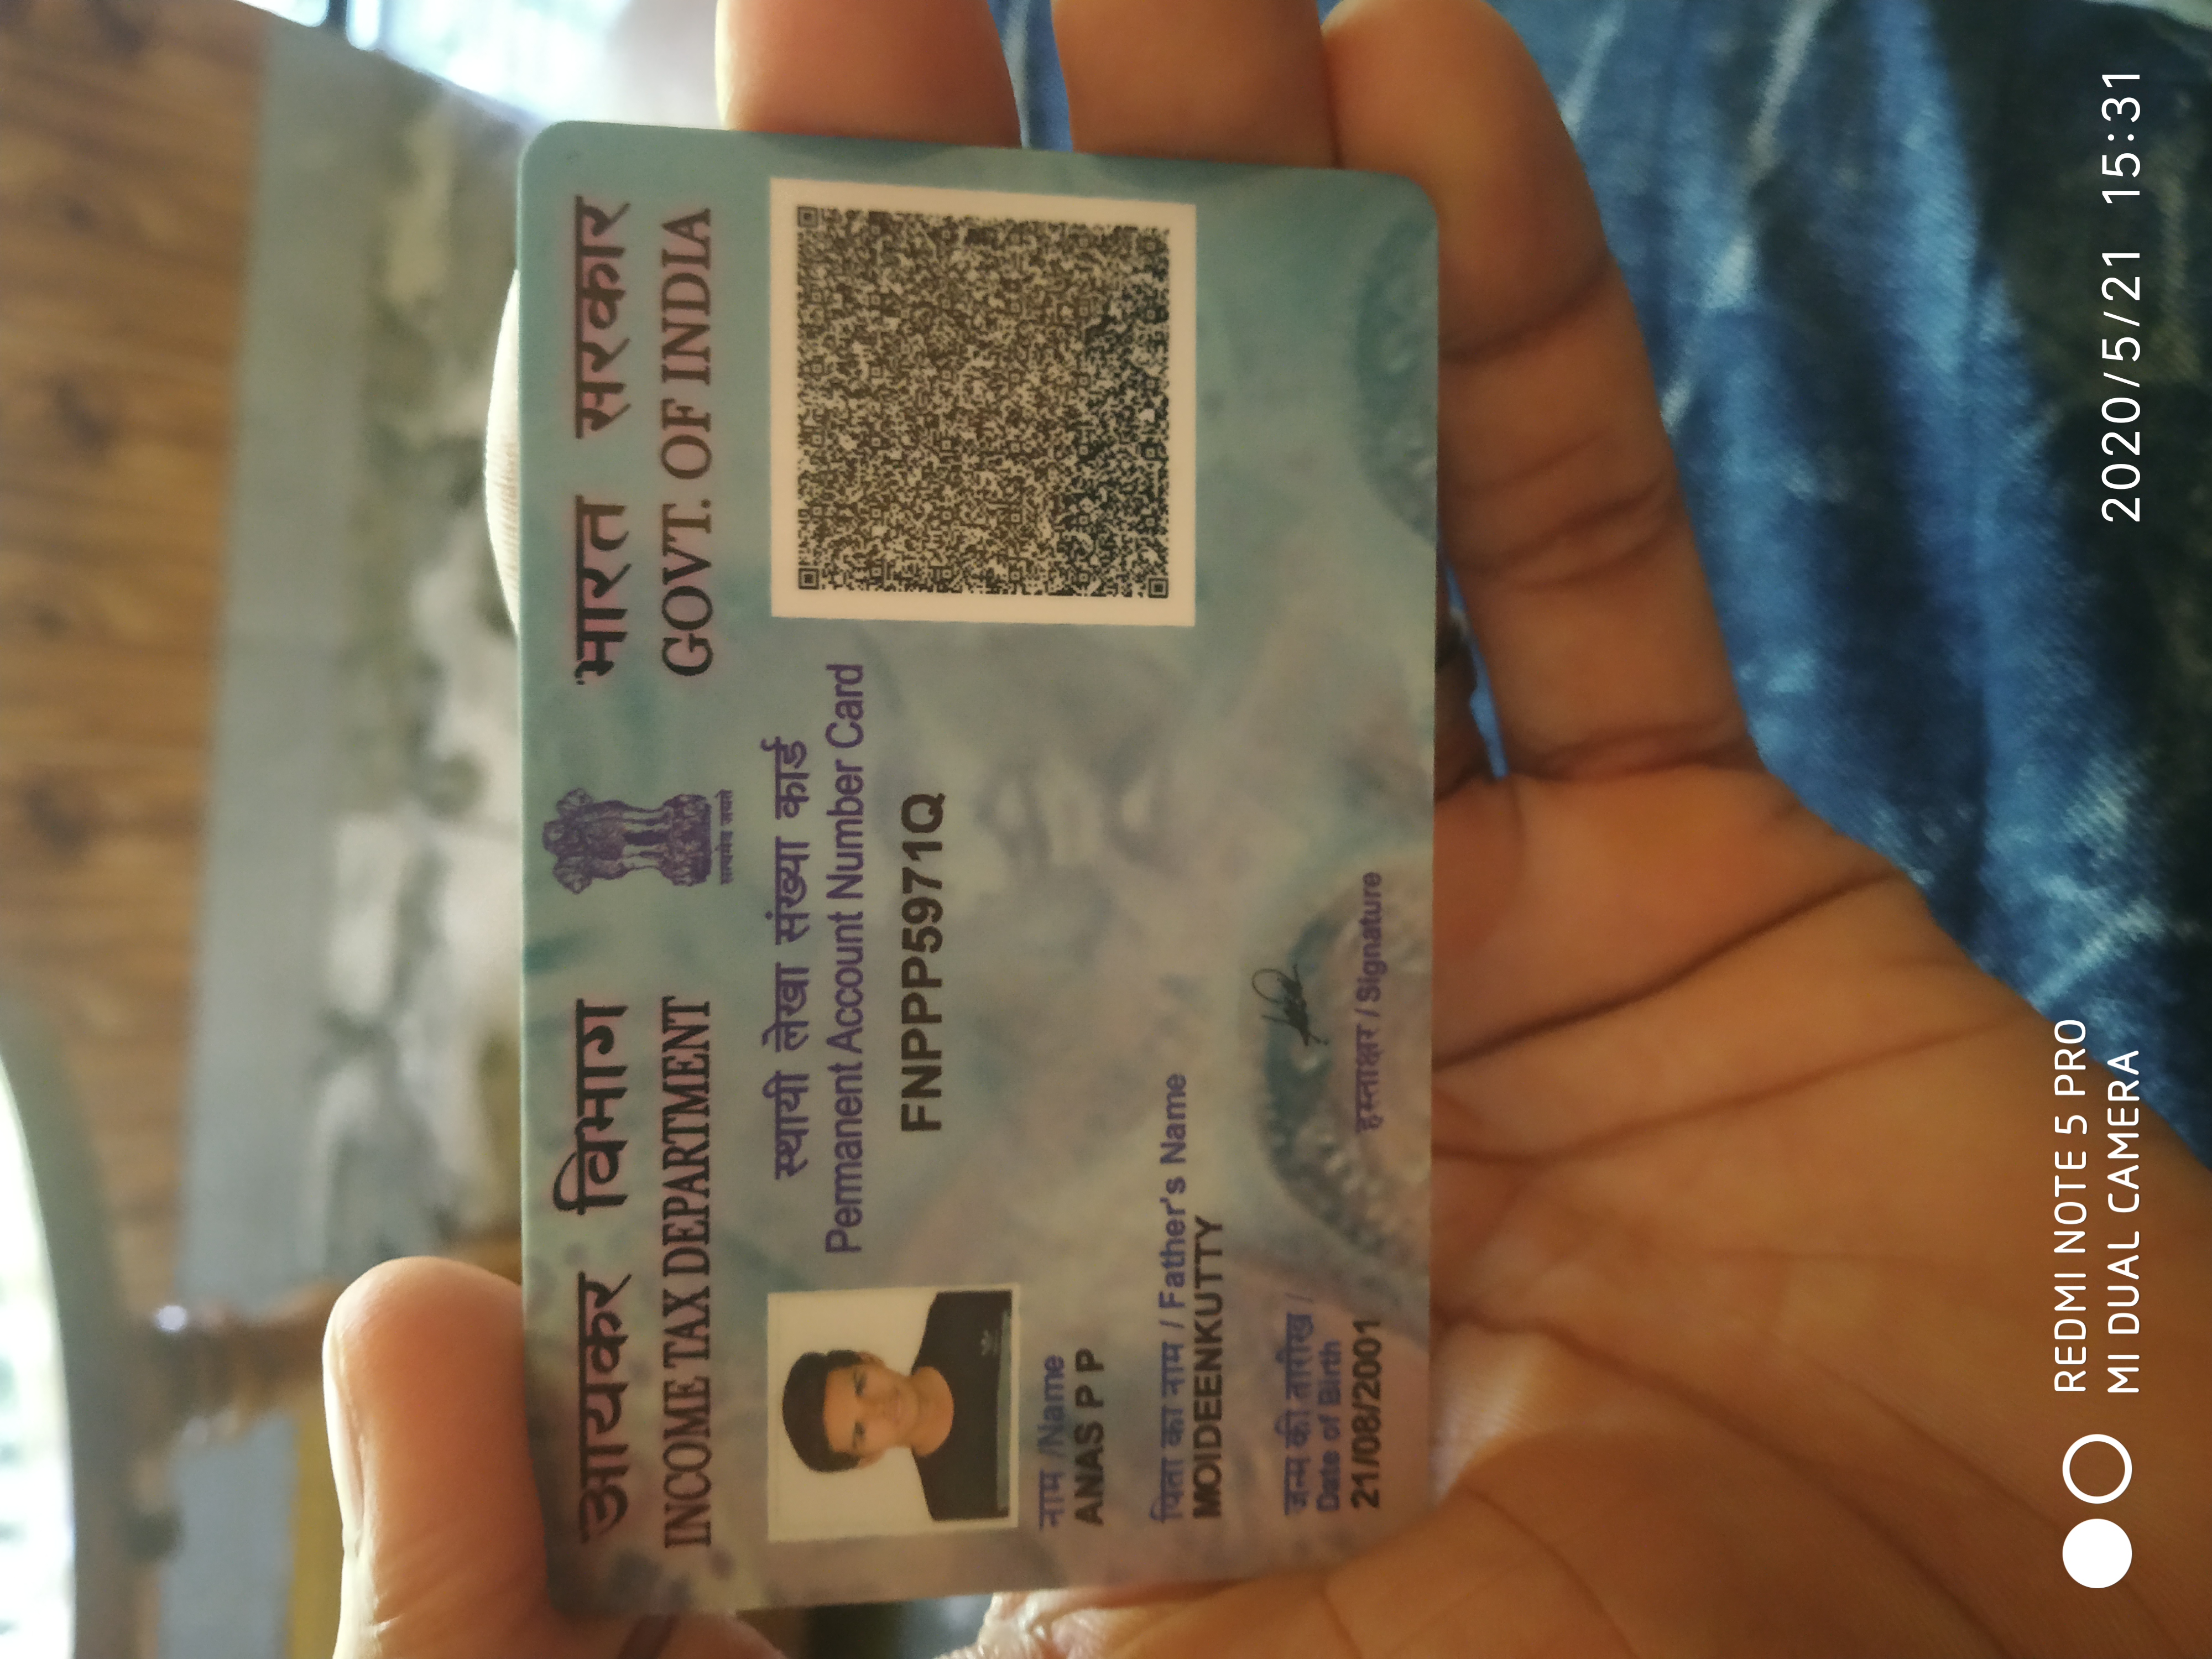 आयकर विभाग
INCOME TAX DEPARTMENT
सत्यमेव जयते
भारत सरकार
GOVT. OF INDIA
स्थायी लेखा संख्या कार्ड
Permanent Account Number Card
FNPPP5971Q
नाम /Name
ANAS P P
पिता का नाम / Father's Name
MOIDEENKUTTY
जन्म की तारीख /
Date of Birth
21/08/2001
हस्ताक्षर / Signature
REDMI NOTE 5 PRO
MI DUAL CAMERA
2020/5/21 15:31